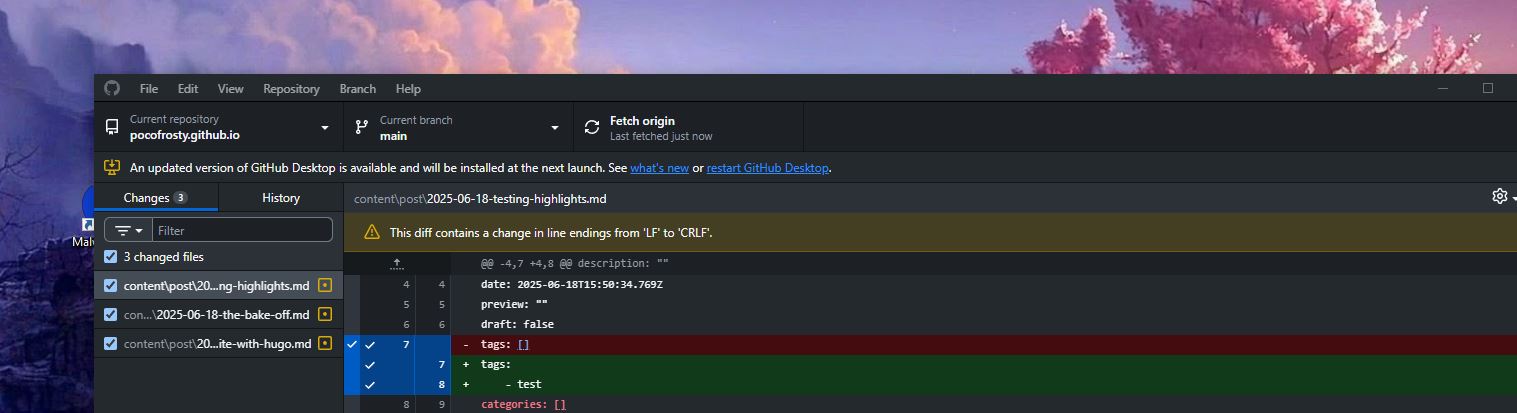 File Edit View Repository Branch Help
Current repository
pocofrosty.github.io
Current branch
main
Fetch origin
Last fetched just now
An updated version of GitHub Desktop is available and will be installed at the next launch. See what's new or restart GitHub Desktop.
Changes 3 History
Filter
3 changed files
content\post\20...ng-highlights.md
con...\2025-06-18-the-bake-off.md
content\post\20...ite-with-hugo.md
content\post\2025-06-18-testing-highlights.md
This diff contains a change in line endings from 'LF' to 'CRLF'.
@@ -4,7 +4,8 @@ description: ""
4 4 date: 2025-06-18T15:50:34.769Z
5 5 preview: ""
6 6 draft: false
7 - tags: []
7 + tags:
8 + - test
8 9 categories: []